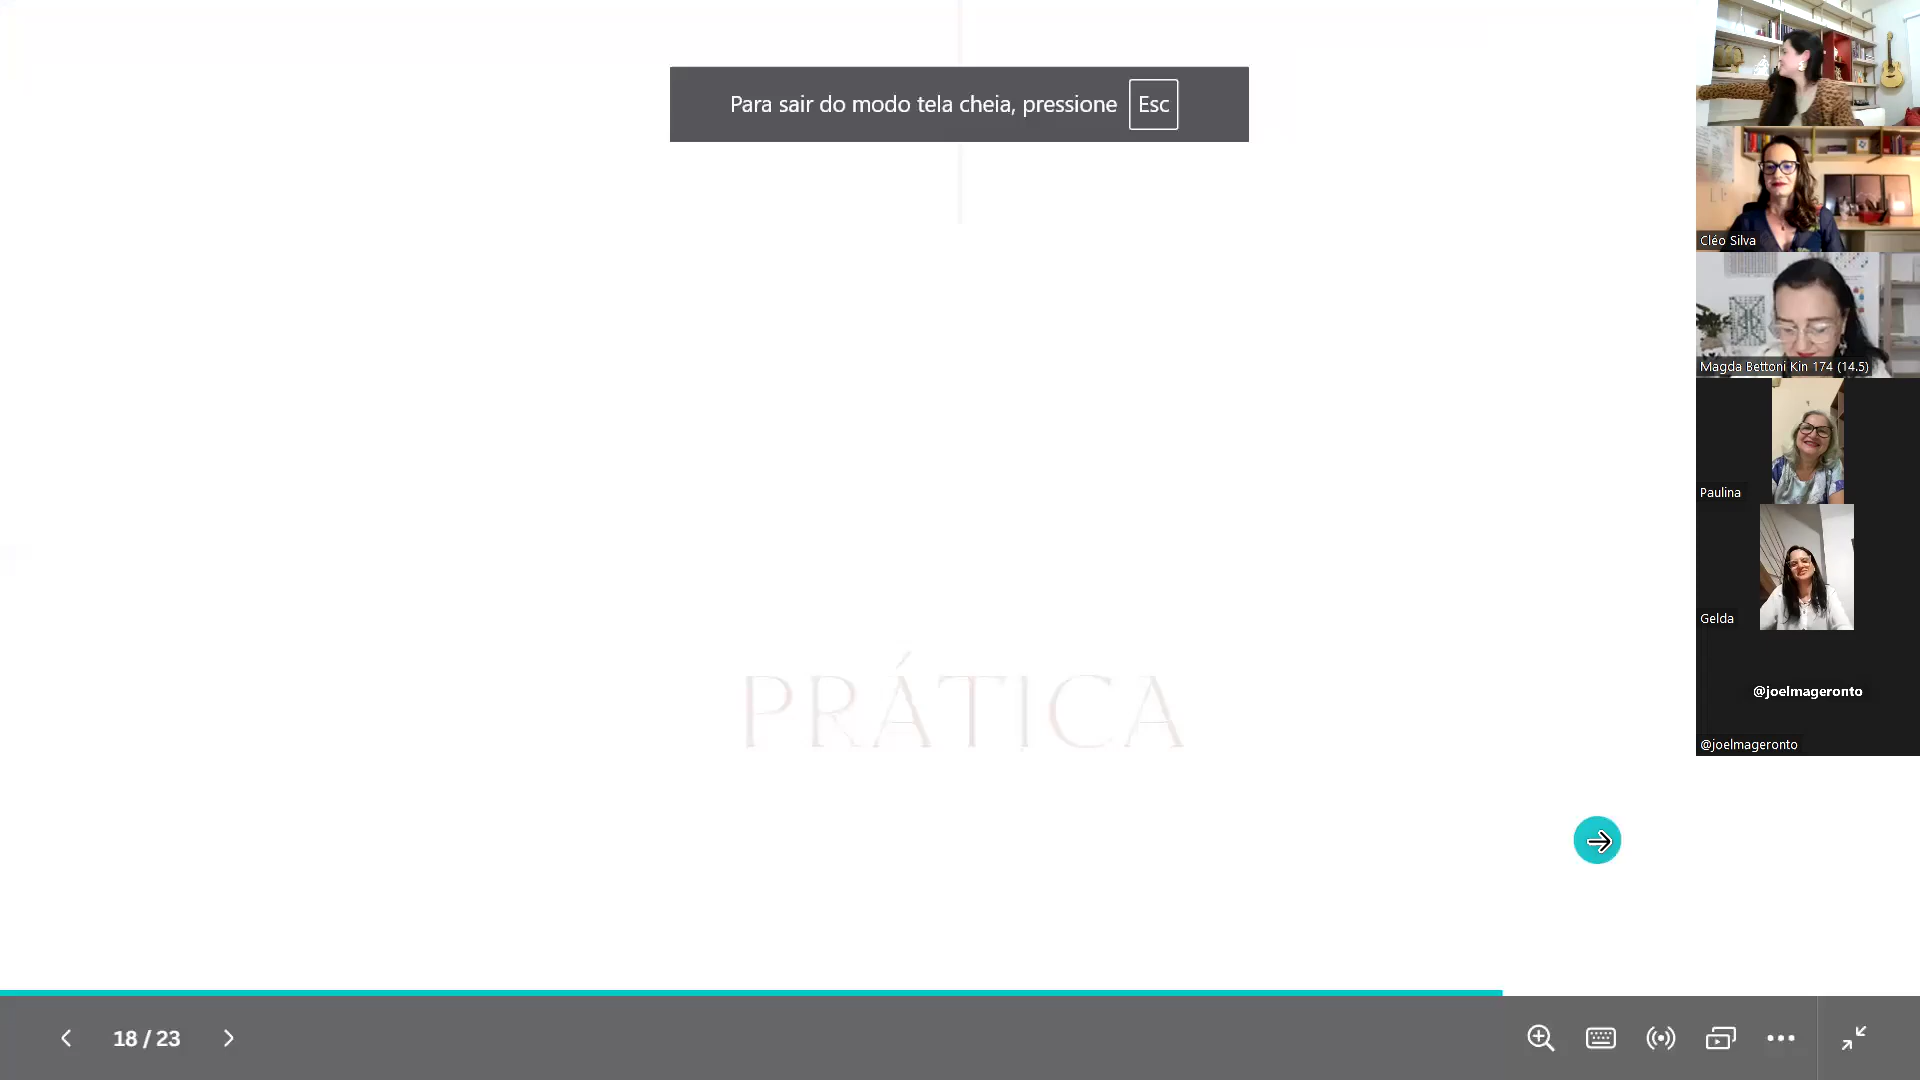 Para sair do modo tela cheia, pressione Esc
Cléo Silva
Magda Bettoni Kin 174 (14.5)
Paulina
Gelda
@joelmageronto
@joelmageronto
PRÁTICA
18 / 23